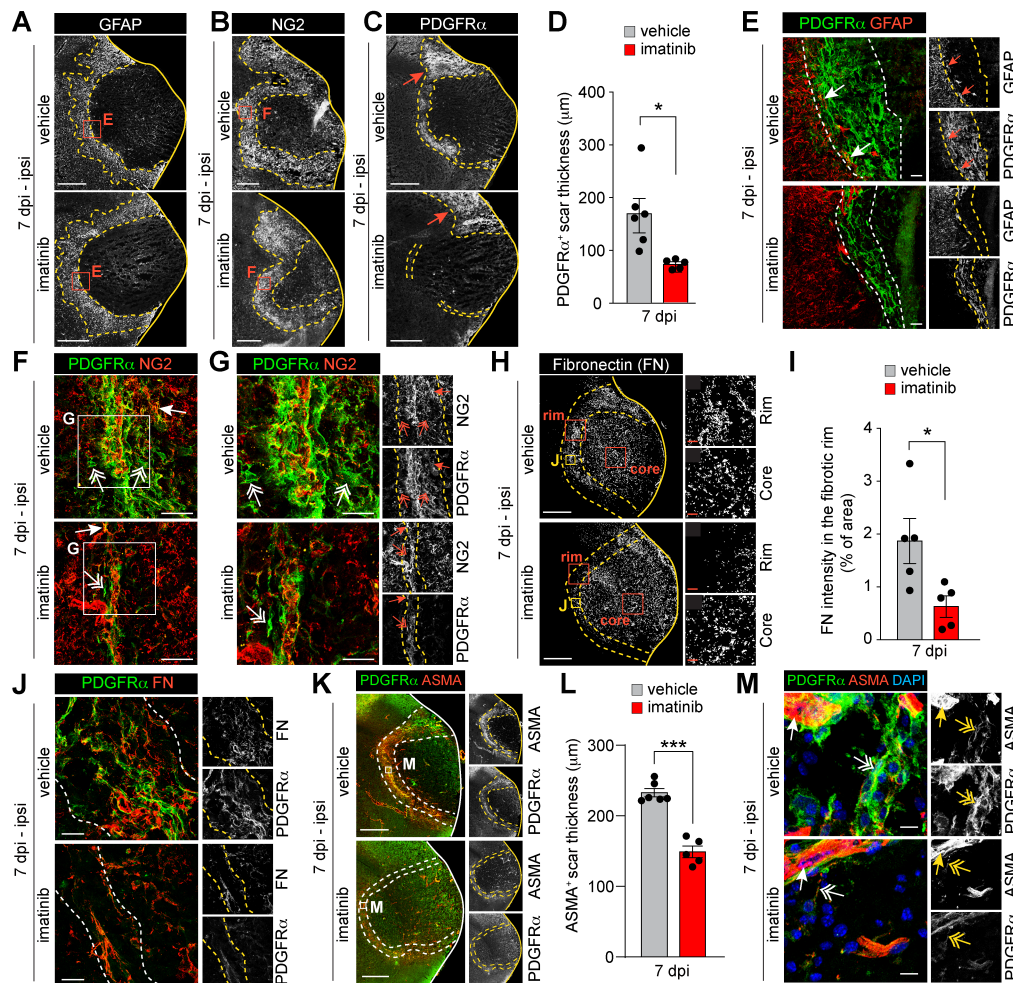 A
GFAP
7 dpi - ipsi
vehicle
E
imatinib
E
B
NG2
7 dpi - ipsi
vehicle
F
imatinib
F
C
PDGFRα
7 dpi - ipsi
vehicle
imatinib
D
vehicle
imatinib
PDGFRα⁺ scar thickness (μm)
400
300
200
100
0
*
7 dpi
E
PDGFRα GFAP
7 dpi - ipsi
vehicle
imatinib
GFAP
PDGFRα
GFAP
PDGFRα
F
PDGFRα NG2
7 dpi - ipsi
vehicle
G
imatinib
G
G
PDGFRα NG2
7 dpi - ipsi
vehicle
imatinib
NG2
PDGFRα
NG2
PDGFRα
H
Fibronectin (FN)
7 dpi - ipsi
vehicle
rim
J
core
imatinib
rim
J
core
Rim
Core
Rim
Core
I
vehicle
imatinib
FN intensity in the fibrotic rim
(% of area)
4
3
2
1
0
*
7 dpi
J
PDGFRα FN
7 dpi - ipsi
vehicle
imatinib
FN
PDGFRα
FN
PDGFRα
K
PDGFRα ASMA
7 dpi - ipsi
vehicle
M
imatinib
M
ASMA
PDGFRα
ASMA
PDGFRα
L
vehicle
imatinib
ASMA⁺ scar thickness (μm)
300
200
100
0
***
7 dpi
M
PDGFRα ASMA DAPI
7 dpi - ipsi
vehicle
imatinib
ASMA
PDGFRα
ASMA
PDGFRα